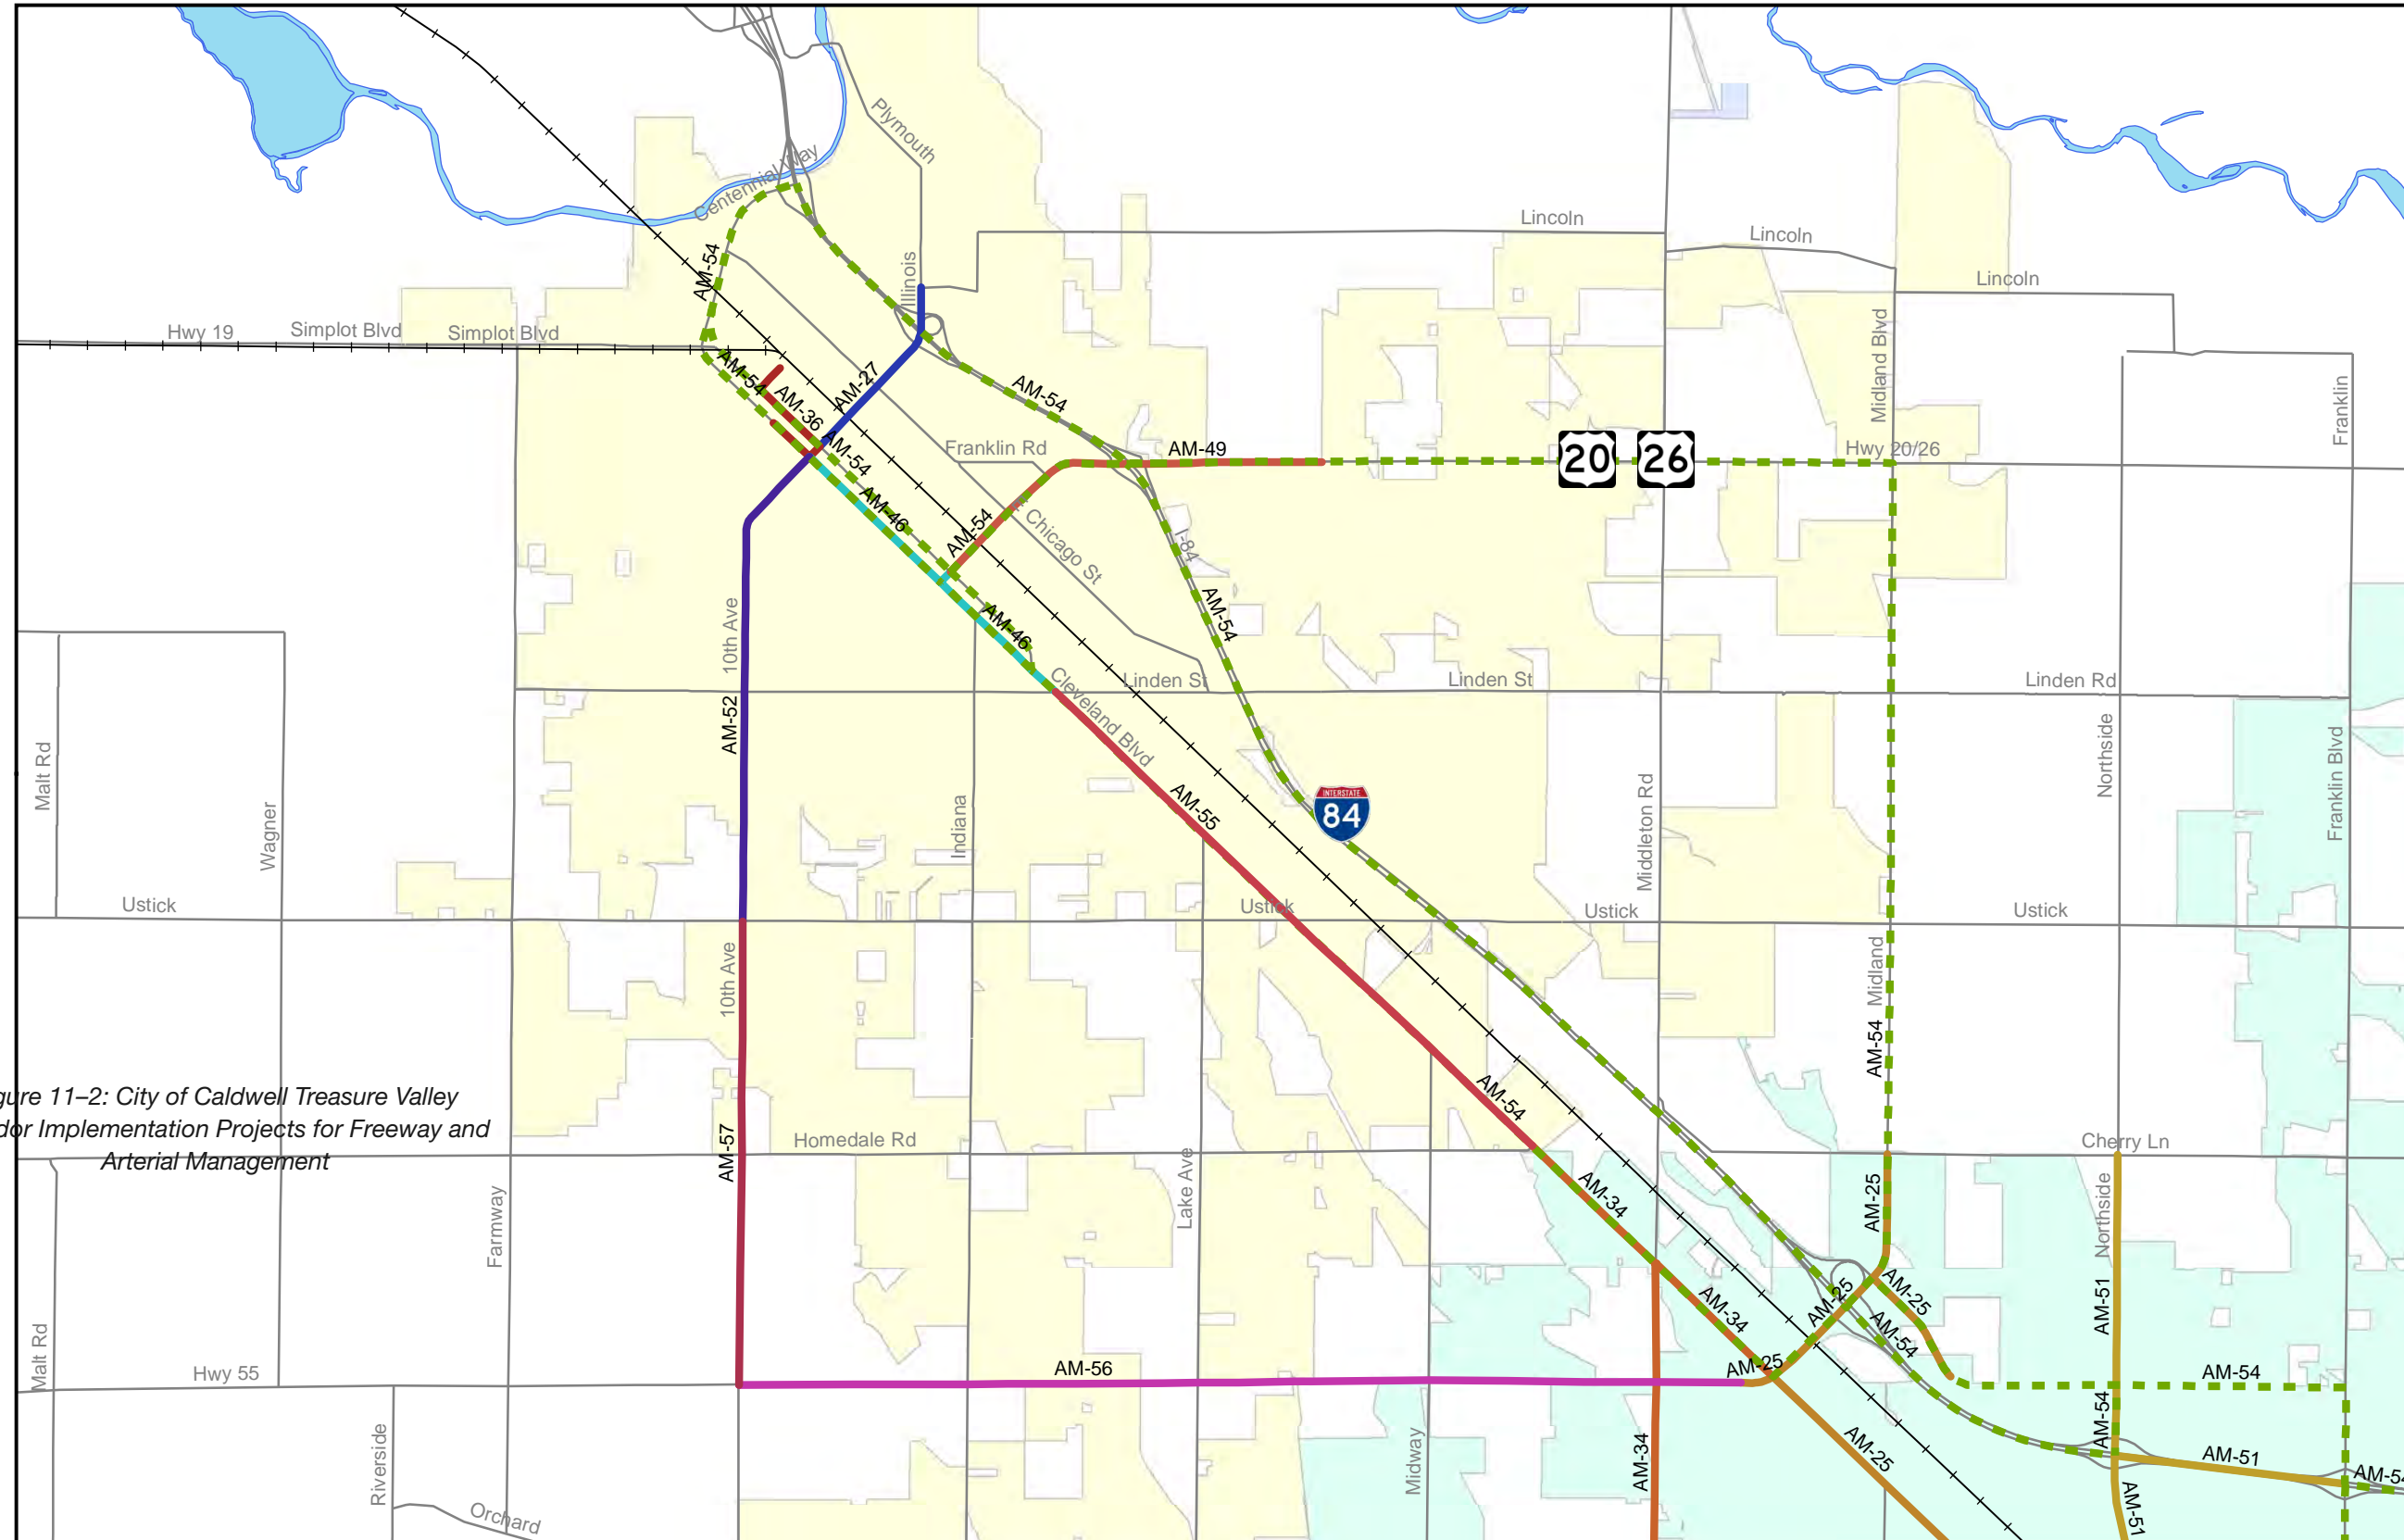 Plymouth
Centennial Way
Lincoln
Lincoln
Lincoln
AM-54
Illinois
Hwy 19
Simplot Blvd
Simplot Blvd
Midland Blvd
AM-54
AM-36
AM-27
AM-54
Franklin
AM-54
Franklin Rd
AM-49
20
26
Hwy 20/26
AM-46
AM-54
E Chicago St
I-84
AM-54
10th Ave
AM-46
Linden St
Linden St
Linden Rd
Cleveland Blvd
AM-52
Malt Rd
Wagner
Indiana
AM-55
INTERSTATE
84
Middleton Rd
Northside
Franklin Blvd
Ustick
Ustick
Ustick
Ustick
10th Ave
Midland
AM-54
gure 11–2: City of Caldwell Treasure Valley
dor Implementation Projects for Freeway and
Arterial Management
AM-54
AM-57
Homedale Rd
Cherry Ln
Farmway
Lake Ave
AM-34
AM-25
Northside
AM-25
AM-25
AM-51
AM-34
AM-54
Malt Rd
Hwy 55
AM-56
AM-25
AM-54
AM-54
Riverside
Midway
AM-34
AM-25
AM-51
AM-54
AM-51
Orchard